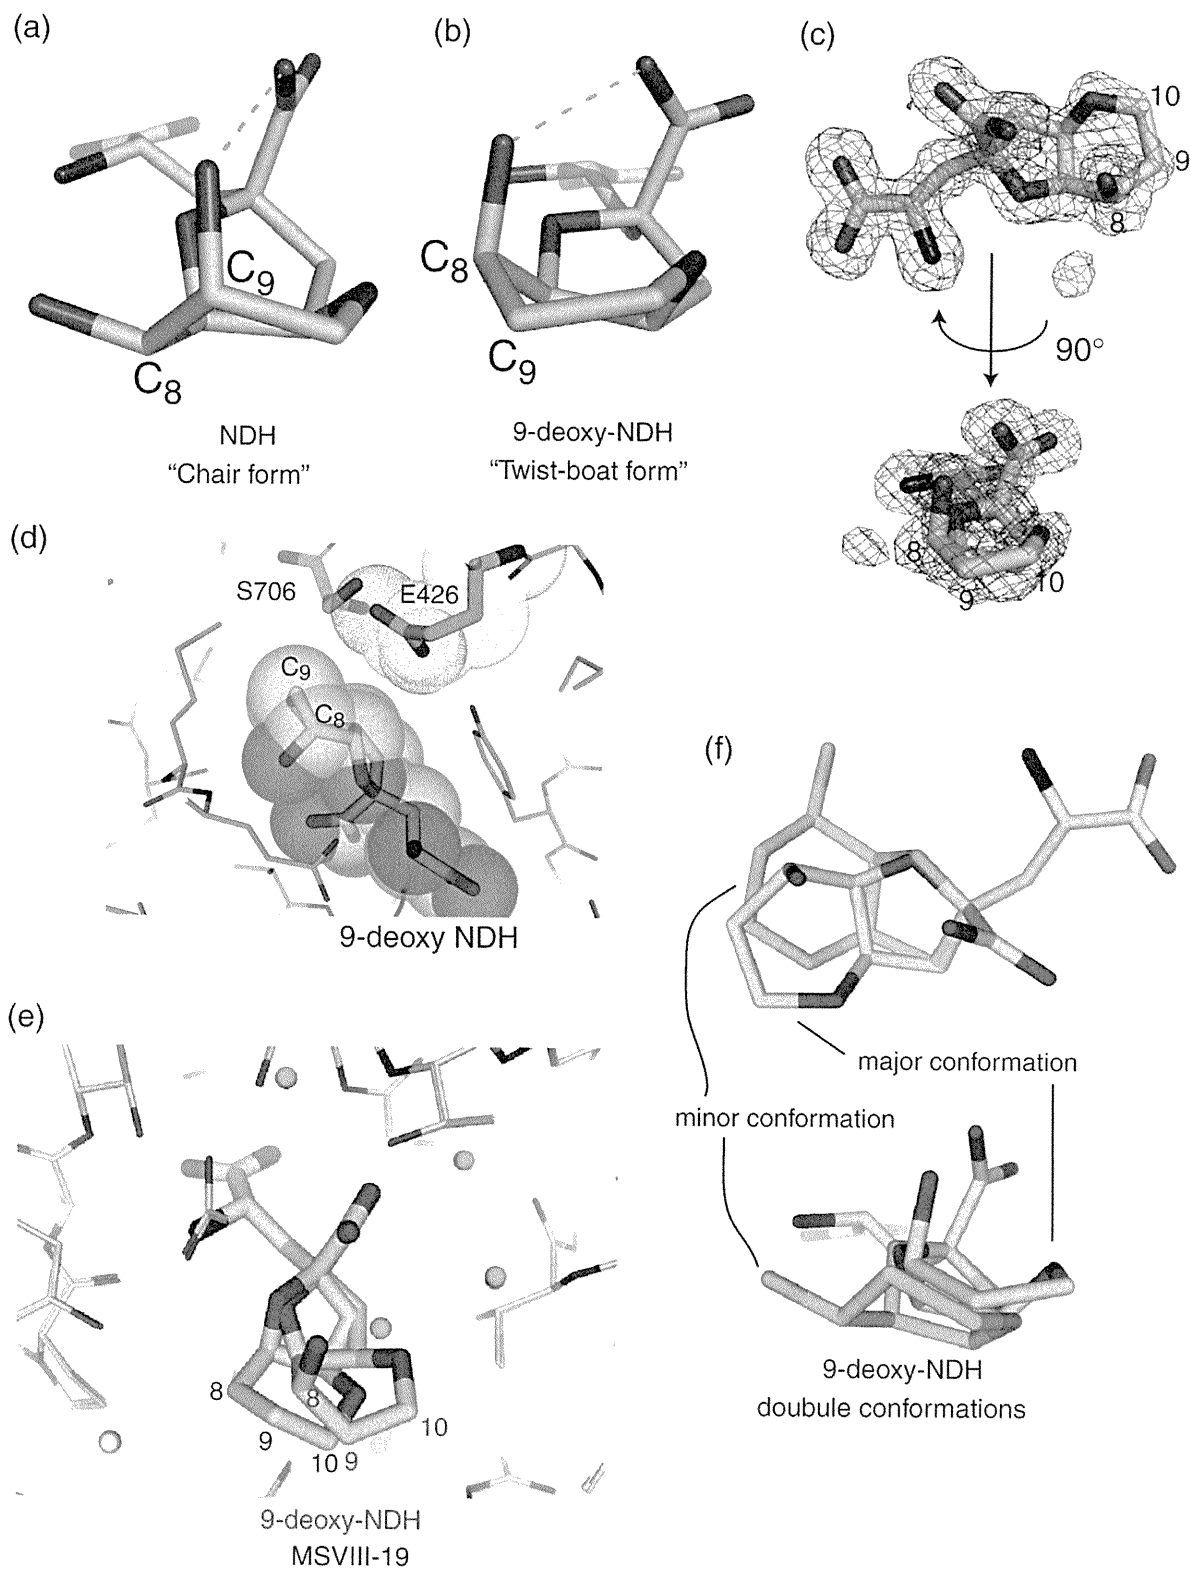 (a)
C9
C8
NDH
“Chair form”
(b)
C8
C9
9-deoxy-NDH
“Twist-boat form”
(c)
10
9
8
90°
8
9
10
(d)
S706
E426
C9
C8
9-deoxy NDH
(e)
8
8
9
10
9
10
9-deoxy-NDH
MSVIII-19
(f)
major conformation
minor conformation
9-deoxy-NDH
doubule conformations